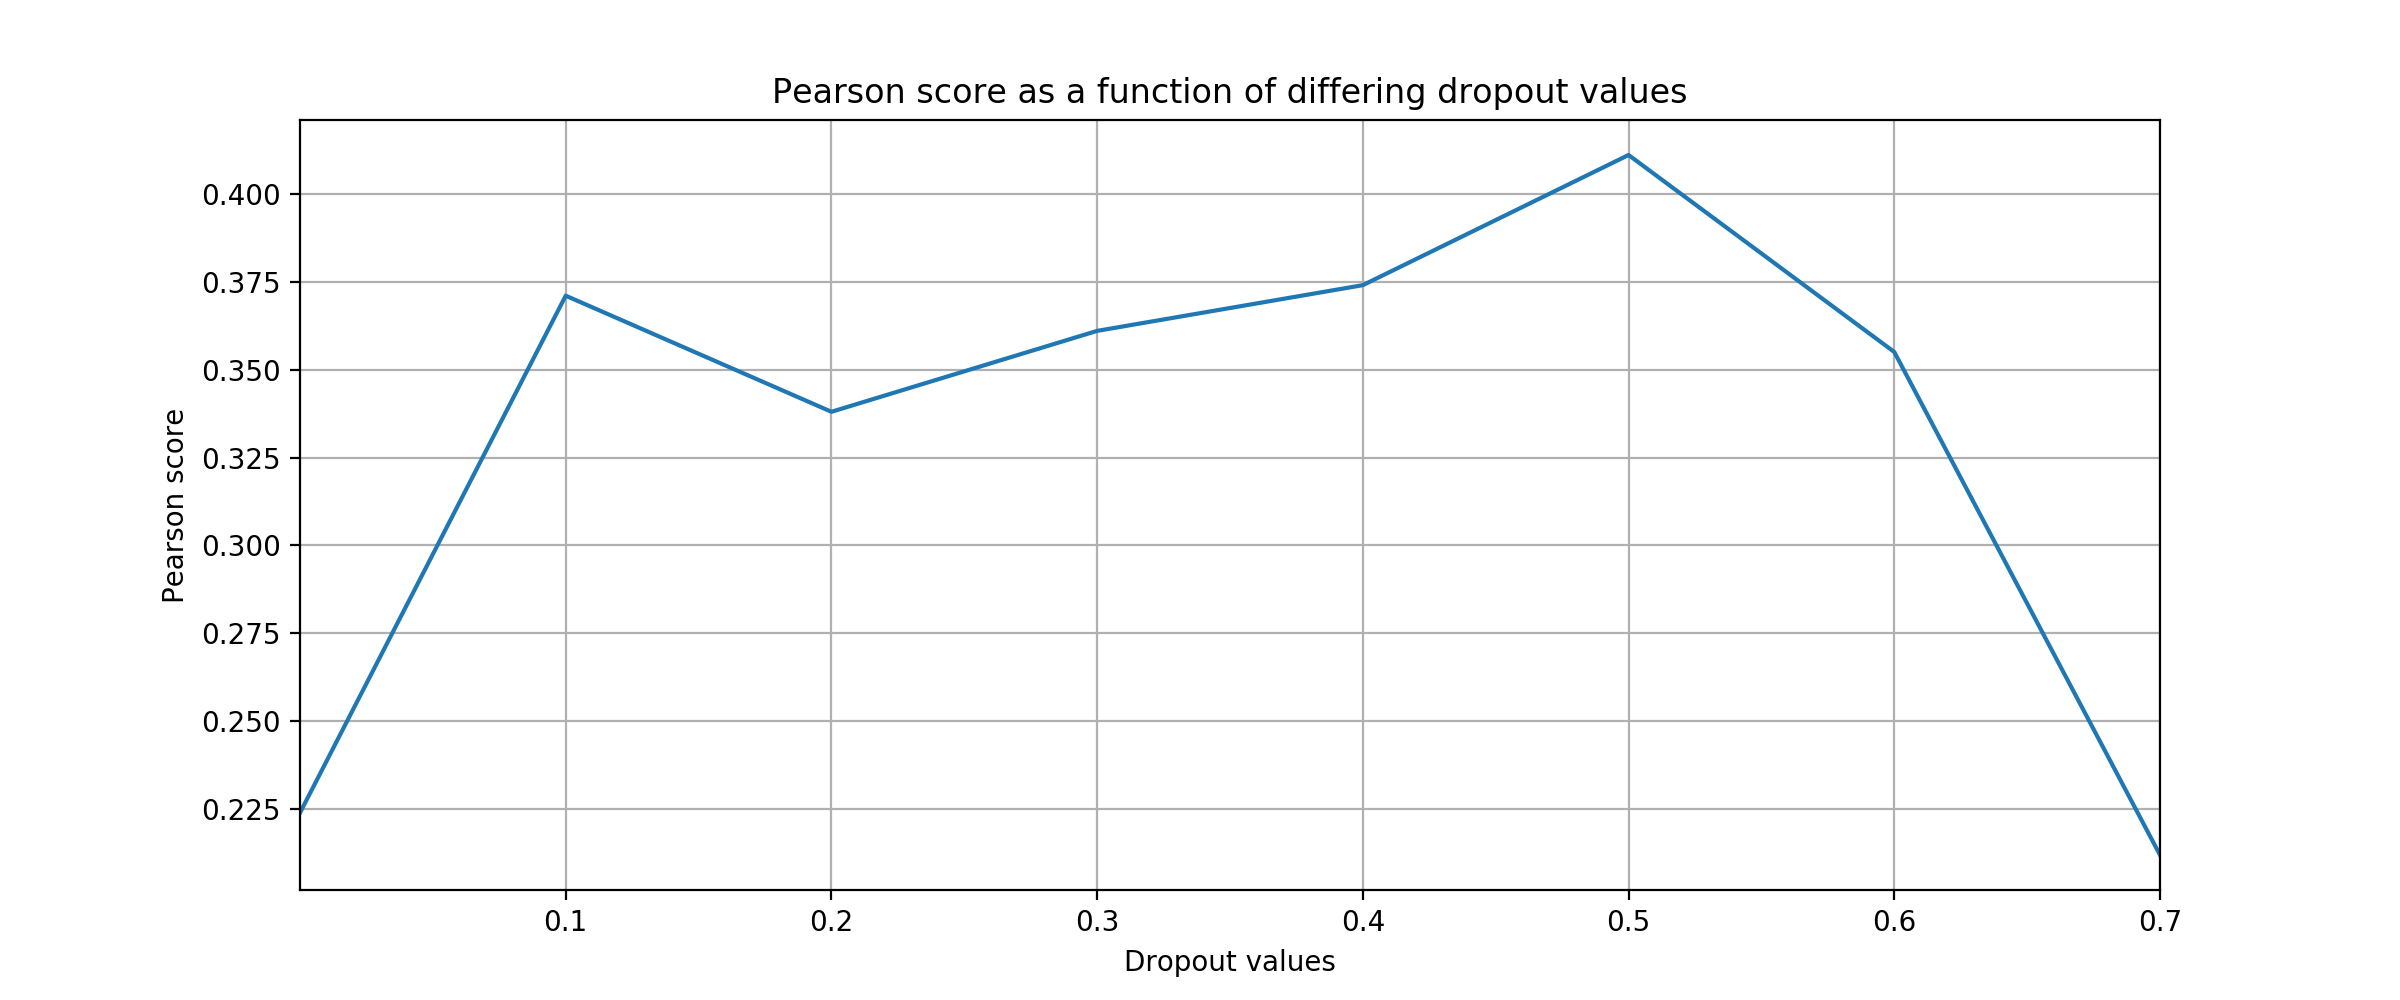 Pearson score as a function of differing dropout values
0.400
0.375
0.350
0.325
0.300
0.275
0.250
0.225
Pearson score
0.1 0.2 0.3 0.4 0.5 0.6 0.7
Dropout values